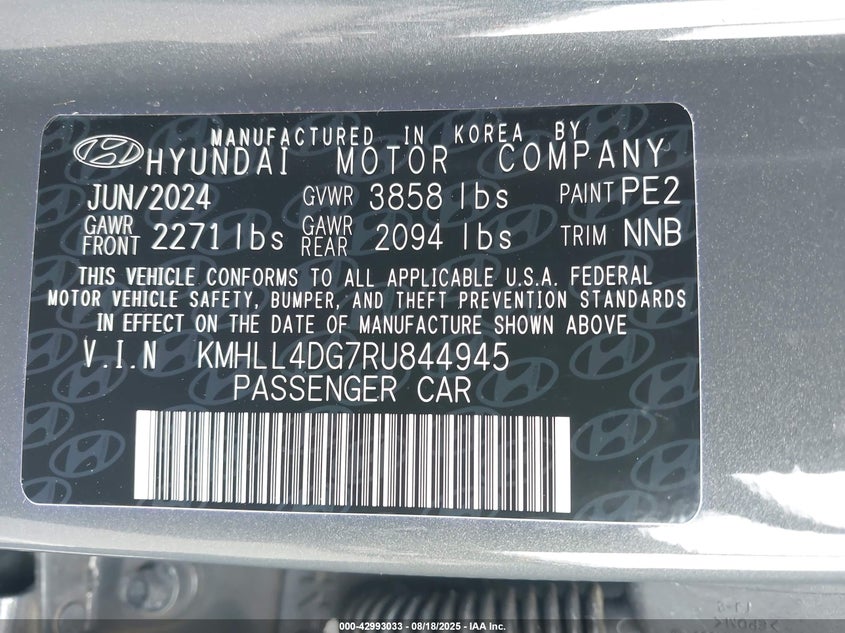 MANUFACTURED IN KOREA BY
HYUNDAI MOTOR COMPANY
JUN/2024 GVWR 3858 lbs PAINT PE2
GAWR FRONT 2271 lbs GAWR REAR 2094 lbs TRIM NNB
THIS VEHICLE CONFORMS TO ALL APPLICABLE U.S.A. FEDERAL
MOTOR VEHICLE SAFETY, BUMPER, AND THEFT PREVENTION STANDARDS
IN EFFECT ON THE DATE OF MANUFACTURE SHOWN ABOVE
V.I.N KMHLL4DG7RU844945
PASSENGER CAR
000-42993033 - 08/18/2025 - IAA Inc.